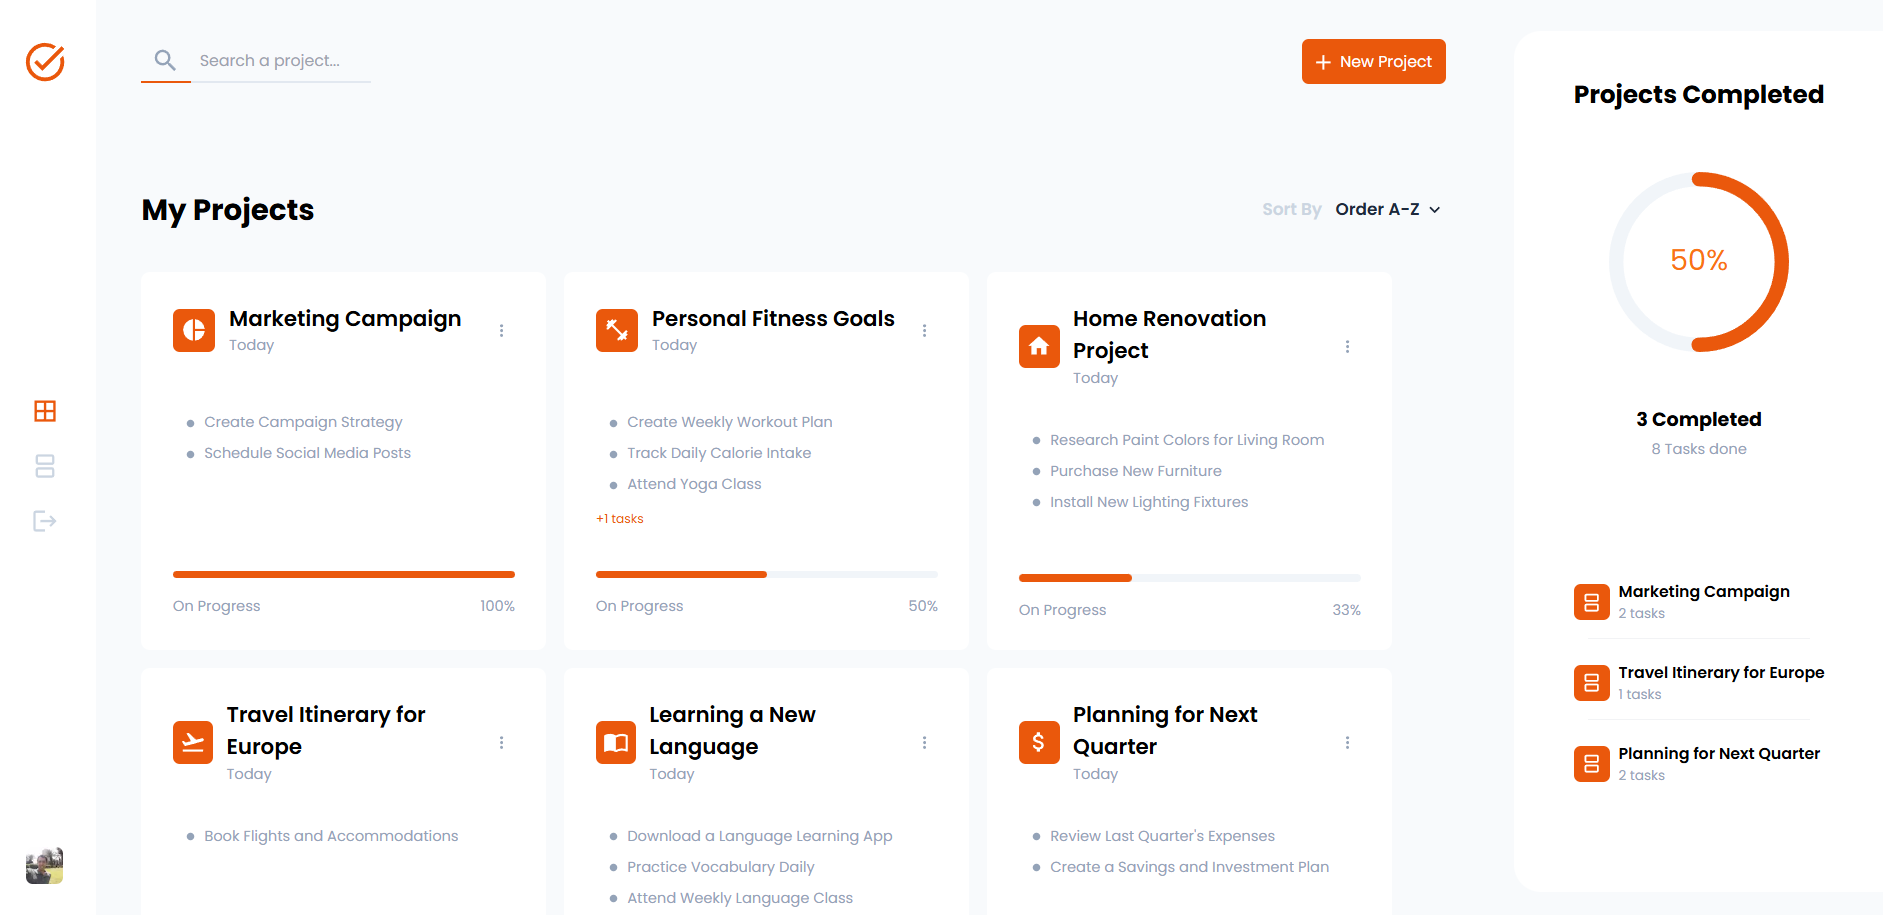 Search a project...
+ New Project
My Projects
Sort By Order A-Z
Marketing Campaign
Today
Create Campaign Strategy
Schedule Social Media Posts
On Progress 100%
Personal Fitness Goals
Today
Create Weekly Workout Plan
Track Daily Calorie Intake
Attend Yoga Class
+1 tasks
On Progress 50%
Home Renovation
Project
Today
Research Paint Colors for Living Room
Purchase New Furniture
Install New Lighting Fixtures
On Progress 33%
Travel Itinerary for
Europe
Today
Book Flights and Accommodations
Learning a New
Language
Today
Download a Language Learning App
Practice Vocabulary Daily
Attend Weekly Language Class
Planning for Next
Quarter
Today
Review Last Quarter's Expenses
Create a Savings and Investment Plan
Projects Completed
50%
3 Completed
8 Tasks done
Marketing Campaign
2 tasks
Travel Itinerary for Europe
1 tasks
Planning for Next Quarter
2 tasks